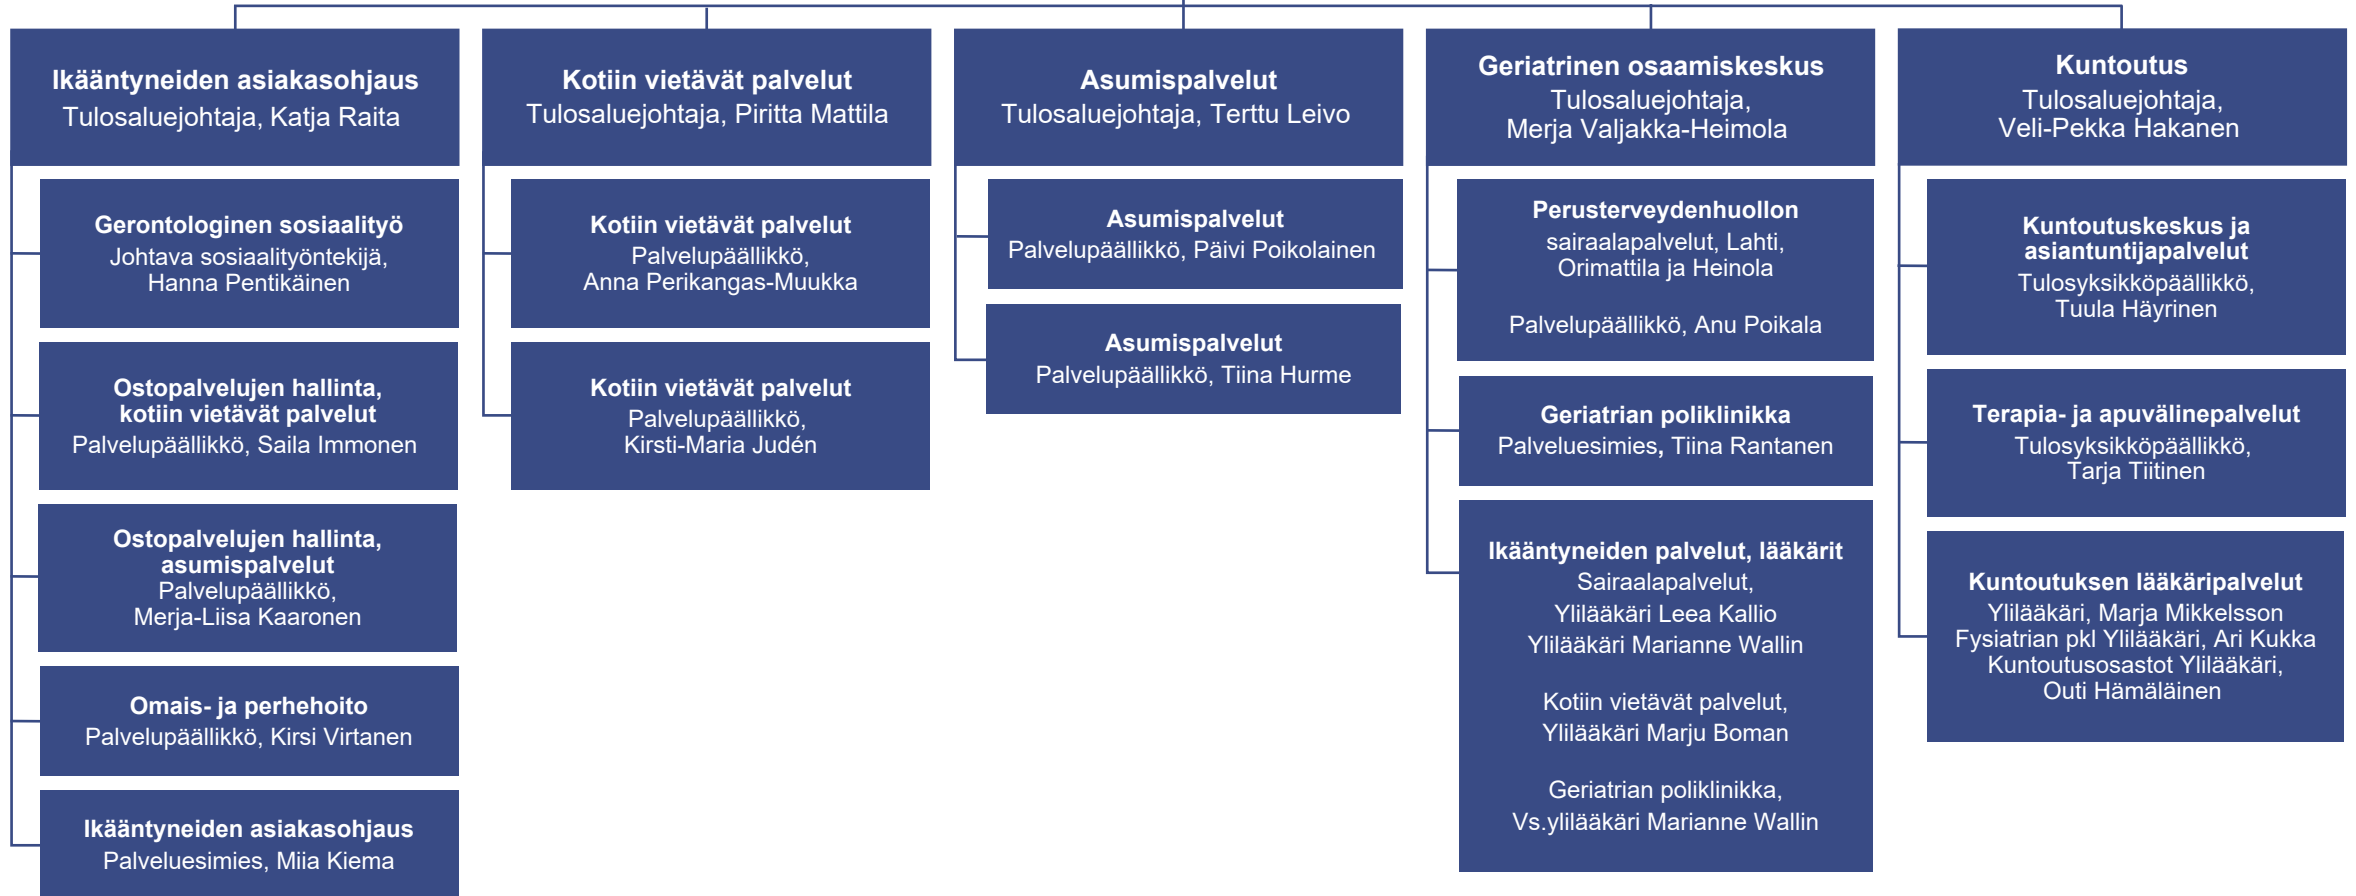 Ikääntyneiden asiakasohjaus
Tulosaluejohtaja, Katja Raita
Gerontologinen sosiaalityö
Johtava sosiaalityöntekijä,
Hanna Pentikäinen
Ostopalvelujen hallinta,
kotiin vietävät palvelut
Palvelupäällikkö, Saila Immonen
Ostopalvelujen hallinta,
asumispalvelut
Palvelupäällikkö,
Merja-Liisa Kaaronen
Omais- ja perhehoito
Palvelupäällikkö, Kirsi Virtanen
Ikääntyneiden asiakasohjaus
Palveluesimies, Miia Kiema
Kotiin vietävät palvelut
Tulosaluejohtaja, Piritta Mattila
Kotiin vietävät palvelut
Palvelupäällikkö,
Anna Perikangas-Muukka
Kotiin vietävät palvelut
Palvelupäällikkö,
Kirsti-Maria Judén
Asumispalvelut
Tulosaluejohtaja, Terttu Leivo
Asumispalvelut
Palvelupäällikkö, Päivi Poikolainen
Asumispalvelut
Palvelupäällikkö, Tiina Hurme
Geriatrinen osaamiskeskus
Tulosaluejohtaja,
Merja Valjakka-Heimola
Perusterveydenhuollon
sairaalapalvelut, Lahti,
Orimattila ja Heinola
Palvelupäällikkö, Anu Poikala
Geriatrian poliklinikka
Palveluesimies, Tiina Rantanen
Ikääntyneiden palvelut, lääkärit
Sairaalapalvelut,
Ylilääkäri Leea Kallio
Ylilääkäri Marianne Wallin
Kotiin vietävät palvelut,
Ylilääkäri Marju Boman
Geriatrian poliklinikka,
Vs.ylilääkäri Marianne Wallin
Kuntoutus
Tulosaluejohtaja,
Veli-Pekka Hakanen
Kuntoutuskeskus ja
asiantuntijapalvelut
Tulosyksikköpäällikkö,
Tuula Häyrinen
Terapia- ja apuvälinepalvelut
Tulosyksikköpäällikkö,
Tarja Tiitinen
Kuntoutuksen lääkäripalvelut
Ylilääkäri, Marja Mikkelsson
Fysiatrian pkl Ylilääkäri, Ari Kukka
Kuntoutusosastot Ylilääkäri,
Outi Hämäläinen